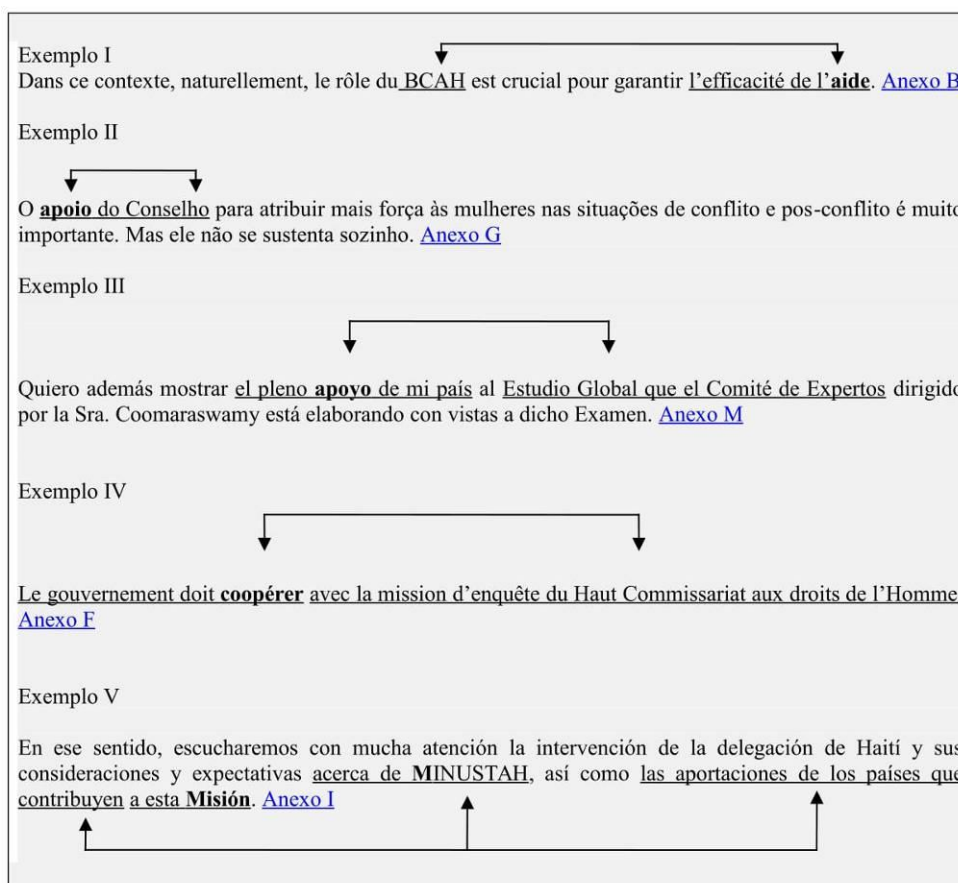 Exemplo I
Dans ce contexte, naturellement, le rôle du BCAH est crucial pour garantir l'efficacité de l'aide. Anexo B
Exemplo II
O apoio do Conselho para atribuir mais força às mulheres nas situações de conflito e pos-conflito é muito
importante. Mas ele não se sustenta sozinho. Anexo G
Exemplo III
Quiero además mostrar el pleno apoyo de mi país al Estudio Global que el Comité de Expertos dirigido
por la Sra. Coomaraswamy está elaborando con vistas a dicho Examen. Anexo M
Exemplo IV
Le gouvernement doit coopérer avec la mission d'enquête du Haut Commissariat aux droits de l'Homme
Anexo F
Exemplo V
En ese sentido, escucharemos con mucha atención la intervención de la delegación de Haití y sus
consideraciones y expectativas acerca de MINUSTAH, así como las aportaciones de los países que
contribuyen a esta Misión. Anexo I